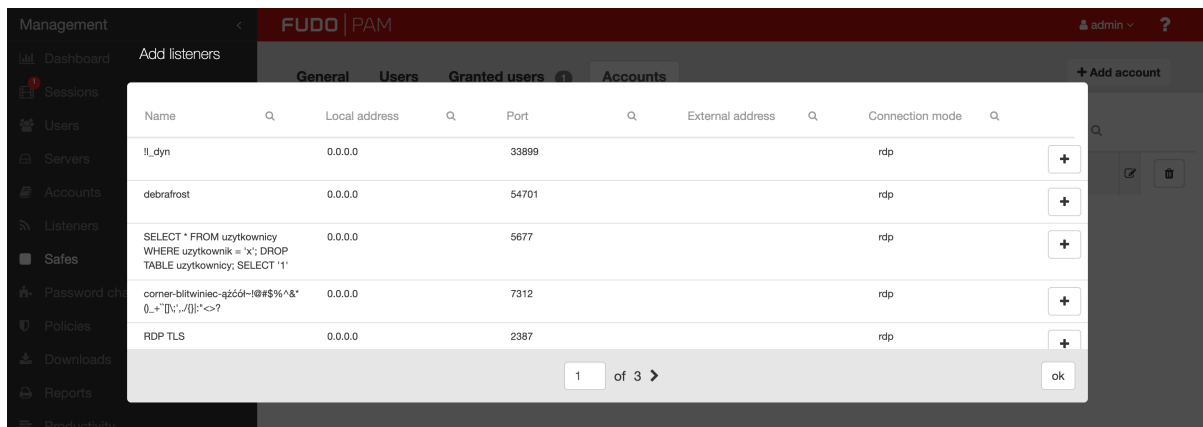 Management
FUDO PAM
admin
?
Dashboard
Add listeners
1
Sessions
General Users Granted users 1 Accounts
+ Add account
Users
Servers
Accounts
Listeners
Safes
Policies
Downloads
Reports
Productivity
Name Local address Port External address Connection mode
!l_dyn 0.0.0.0 33899 rdp
debrafrost 0.0.0.0 54701 rdp
SELECT * FROM uzytkownicy 0.0.0.0 5677 rdp
WHERE uzytkownik = 'x'; DROP
TABLE uzytkownicy; SELECT '1'
corner-blitwiniec-ążćół~!@#$%^&* 0.0.0.0 7312 rdp
()_+`[]\;',./{}|:"<>?
RDP TLS 0.0.0.0 2387 rdp
1 of 3
ok